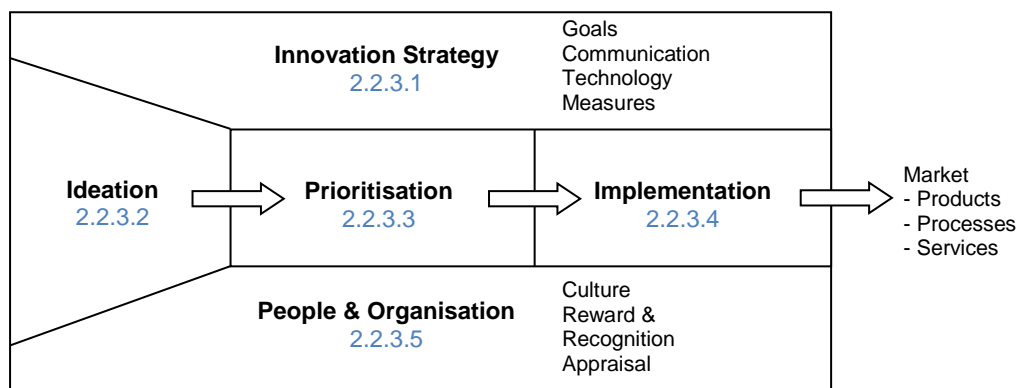 Innovation Strategy
2.2.3.1
Goals
Communication
Technology
Measures
Ideation
2.2.3.2
Prioritisation
2.2.3.3
Implementation
2.2.3.4
Market
- Products
- Processes
- Services
People & Organisation
2.2.3.5
Culture
Reward &
Recognition
Appraisal